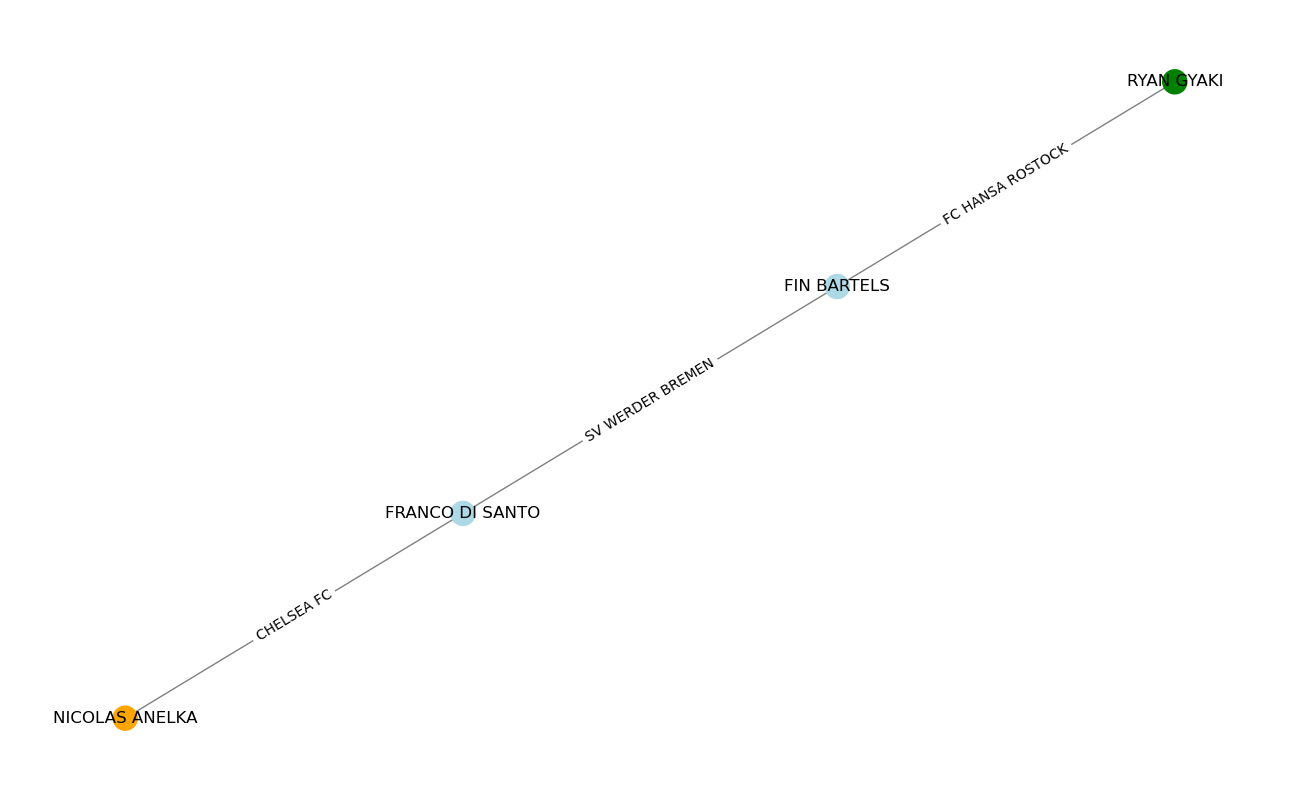 RYAN GYAKI
FC HANSA ROSTOCK
FIN BARTELS
SV WERDER BREMEN
FRANCO DI SANTO
CHELSEA FC
NICOLAS ANELKA